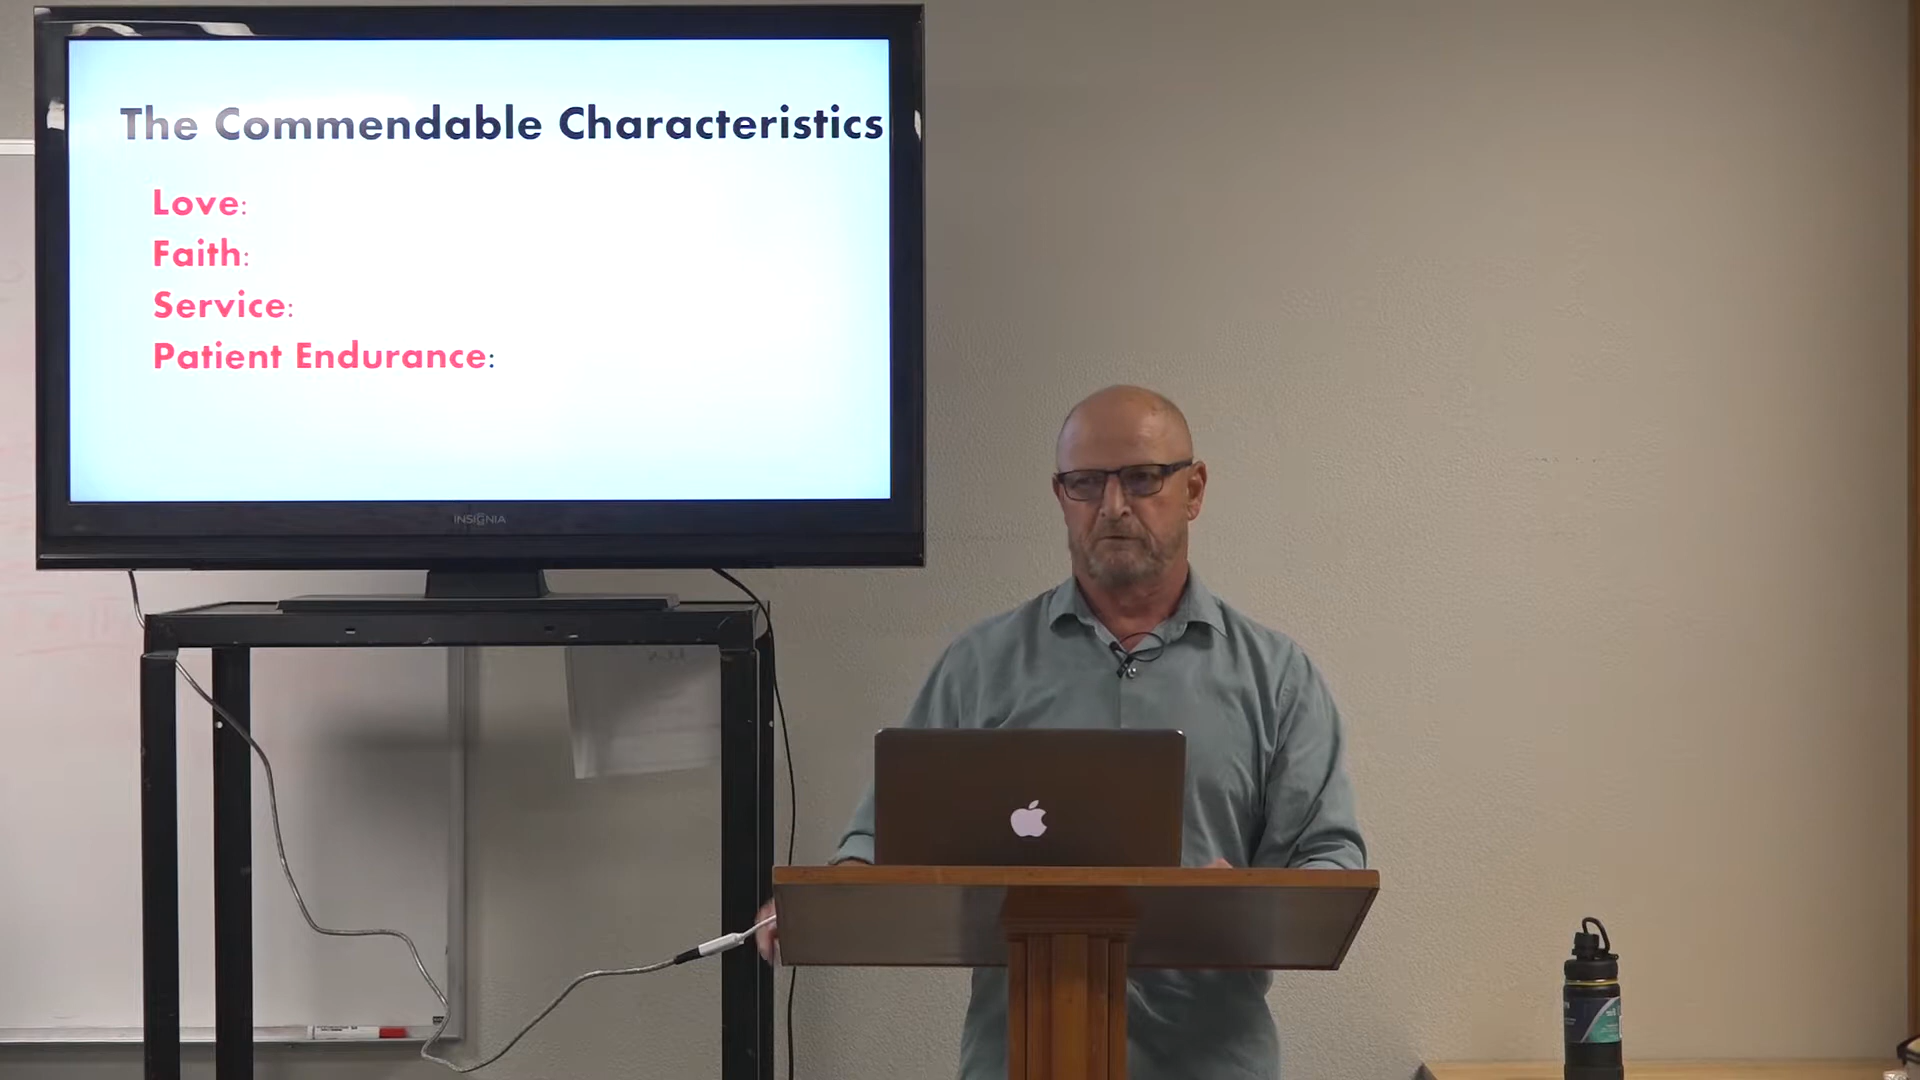 The Commendable Characteristics
Love:
Faith:
Service:
Patient Endurance:
INSIGNIA